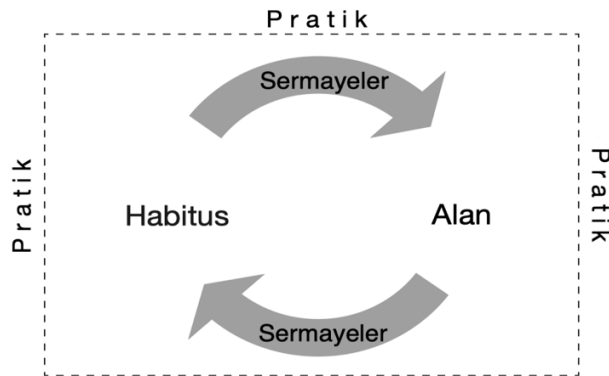 Pratik
Sermayeler
Pratik
Habitus
Alan
Pratik
Sermayeler